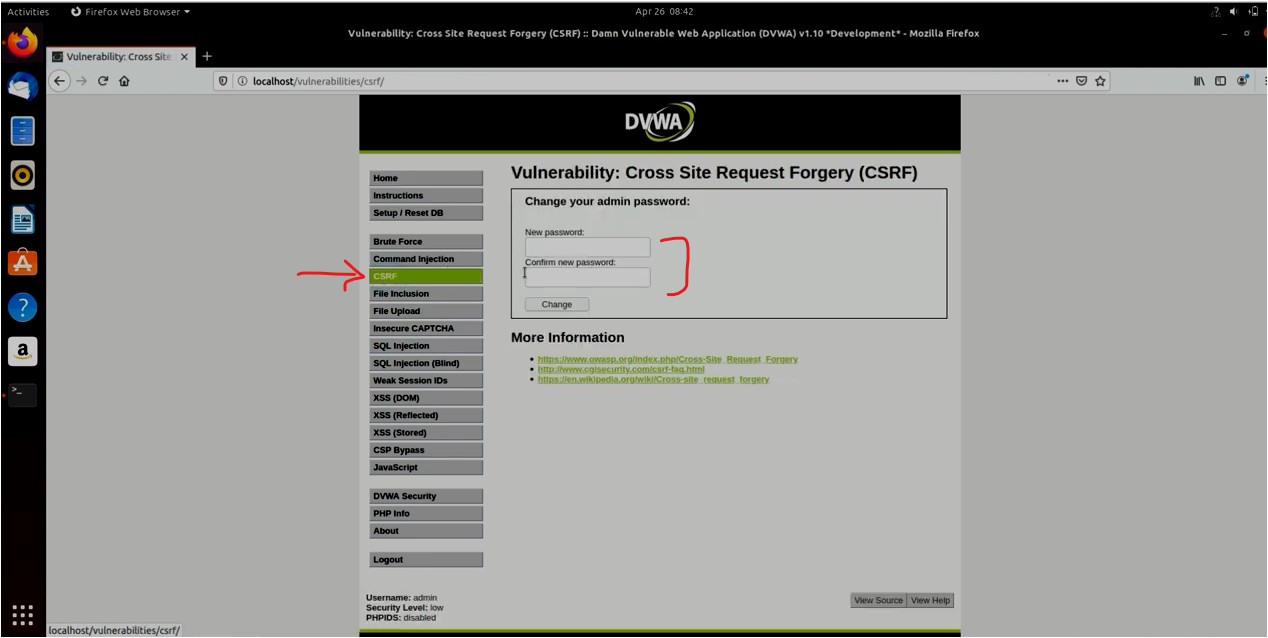 Activities
Firefox Web Browser
Apr 26 08:42
Vulnerability: Cross Site Request Forgery (CSRF) :: Damn Vulnerable Web Application (DVWA) v1.10 *Development* - Mozilla Firefox
Vulnerability: Cross Site
localhost/vulnerabilities/csrf/
DVWA
Home
Instructions
Setup / Reset DB
Brute Force
Command Injection
CSRF
File Inclusion
File Upload
Insecure CAPTCHA
SQL Injection
SQL Injection (Blind)
Weak Session IDs
XSS (DOM)
XSS (Reflected)
XSS (Stored)
CSP Bypass
JavaScript
DVWA Security
PHP Info
About
Logout
Vulnerability: Cross Site Request Forgery (CSRF)
Change your admin password:
New password:
Confirm new password:
Change
More Information
https://www.owasp.org/index.php/Cross-Site_Request_Forgery
http://www.cgisecurity.com/csrf-faq.html
https://en.wikipedia.org/wiki/Cross-site_request_forgery
Username: admin
Security Level: low
PHPIDS: disabled
View Source
View Help
localhost/vulnerabilities/csrf/